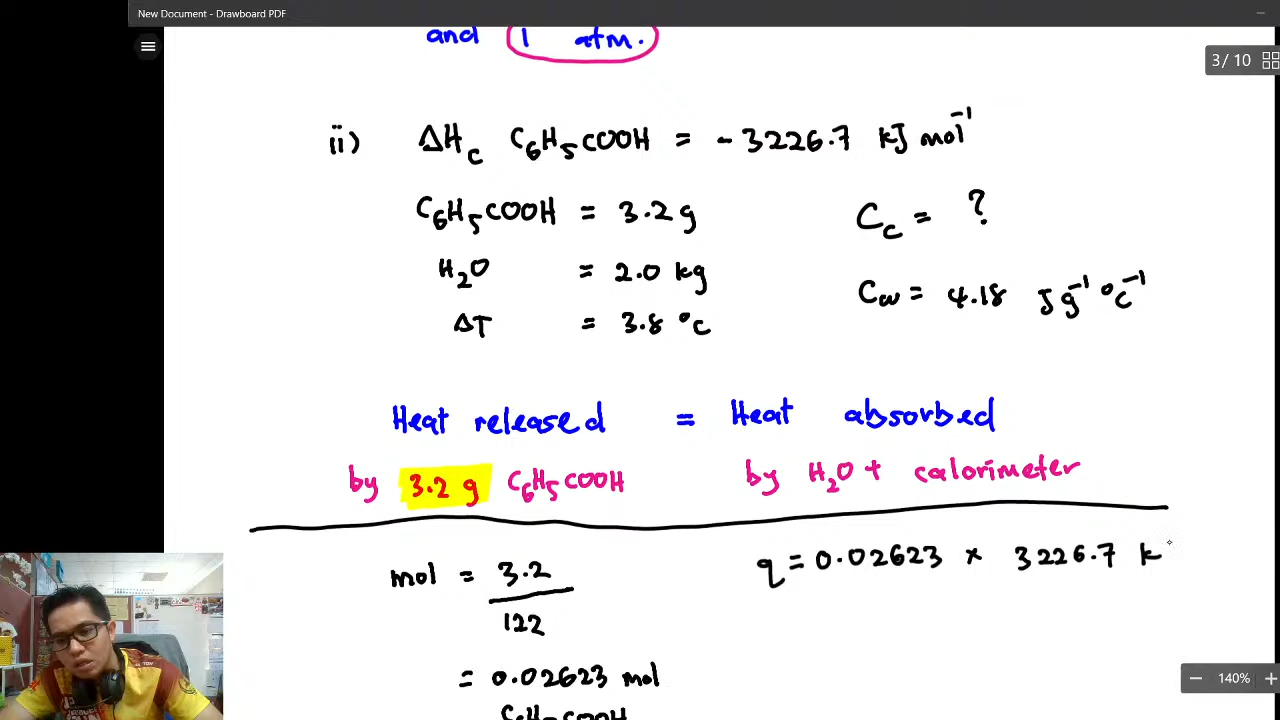 New Document - Drawboard PDF
3 / 10
and 1 atm.
ii) ΔHc C₆H₅COOH = -3226.7 kJ mol⁻¹
C₆H₅COOH = 3.2 g
Cc = ?
H₂O = 2.0 kg
Cw = 4.18 J g⁻¹ °C⁻¹
ΔT = 3.8 °C
Heat released = Heat absorbed
by 3.2 g C₆H₅COOH by H₂O + calorimeter
mol = 3.2
122
q = 0.02623 × 3226.7 k
= 0.02623 mol
C₆H₅COOH
140%